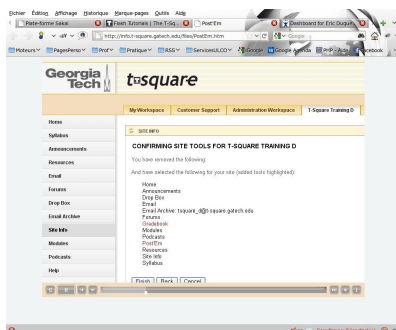 Fichier Édition Affichage Historique Marque-pages Outils ?
Plate-forme Sakai
Flash Tutorials | The T-Sq...
Post'Em
Dashboard for Eric Duque
http://info.t-square.gatech.edu/files/PostEm.htm
Moteurs PagesPerso Prof Pratique RSS ServicesULCO Google Google Agenda
Georgia Tech
t-square
My Workspace Customer Support Administration Workspace T-Square Training D
Home
Syllabus
Announcements
Resources
Email
Forums
Drop Box
Email Archive
Site Info
Modules
Podcasts
Help
SITE INFO
CONFIRMING SITE TOOLS FOR T-SQUARE TRAINING D
You have removed the following:
And have selected the following for your site (added tools highlighted):
Home
Announcements
Drop Box
Email
Email Archive: tsquare_d@t-square.gatech.edu
Forums
Gradebook
Modules
Podcasts
PostEm
Resources
Site Info
Syllabus
Finish Back Cancel